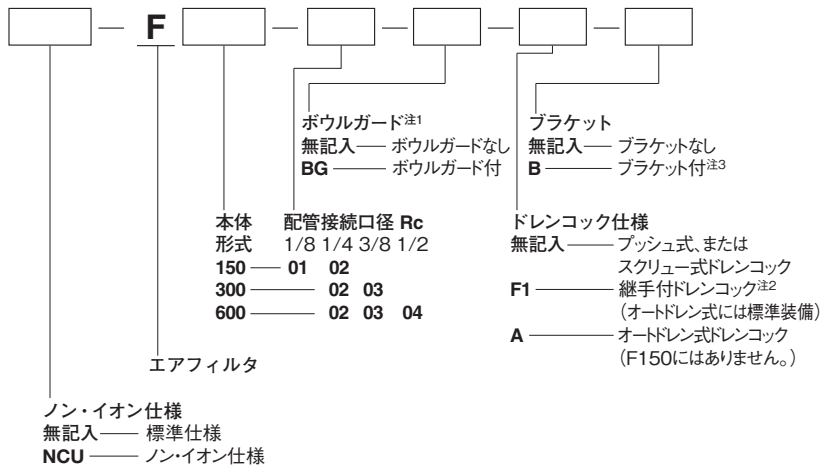 — F — — — —
ボウルガード注1
無記入 — ボウルガードなし
BG — ボウルガード付
ブラケット
無記入 — ブラケットなし
B — ブラケット付注3
本体
形式
150 — 01 02
300 — 02 03
600 — 02 03 04
配管接続口径 Rc
1/8 1/4 3/8 1/2
ドレンコック仕様
無記入 — プッシュ式、または
スクリュー式ドレンコック
F1 — 継手付ドレンコック注2
（オートドレン式には標準装備）
A — オートドレン式ドレンコック
（F150にはありません。）
エアフィルタ
ノン・イオン仕様
無記入 — 標準仕様
NCU — ノン・イオン仕様